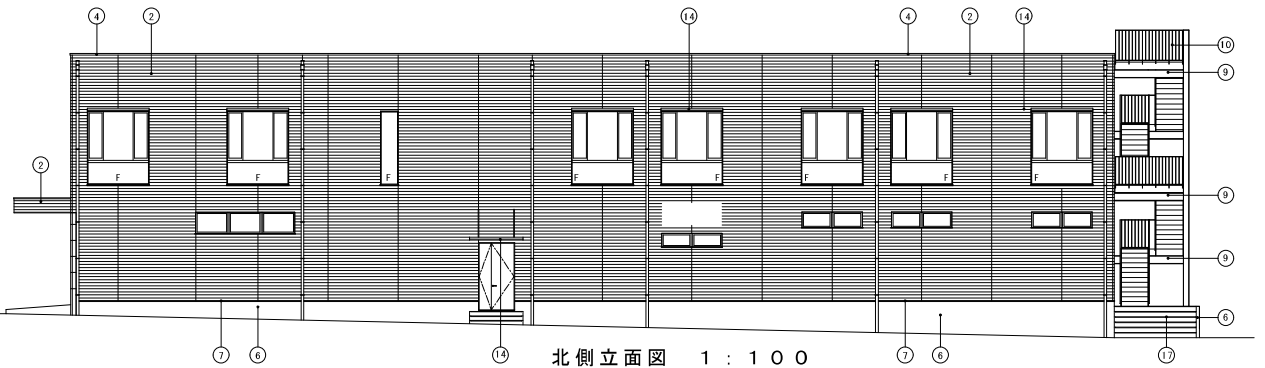 ④ ② ⑭ ④ ② ⑭
⑩
⑨
②
F F F F F F F F
⑨
⑨
⑥
⑦ ⑥ ⑭ ⑦ ⑥ ⑰
北側立面図 １：１００